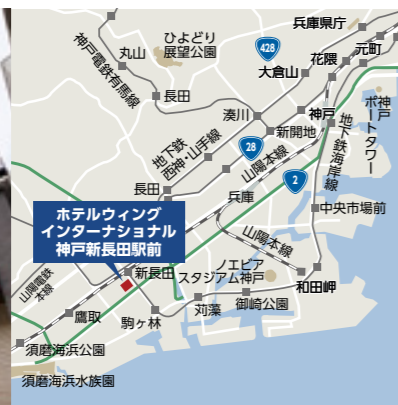 兵庫県庁
ひよどり
展望公園
428
元町
花隈
丸山
大倉山
神戸電鉄有馬線
長田
湊川
神戸
神戸
ポートタワー
新開地
地下鉄
西神・山手線
28
山陽本線
地下鉄海岸線
長田
兵庫
2
中央市場前
ホテルウィング
インターナショナル
神戸新長田駅前
山陽本線
新長田
ノエビア
スタジアム神戸
和田岬
山陽電鉄
本線
鷹取
駒ヶ林
苅藻
御崎公園
須磨海浜公園
須磨海浜水族園